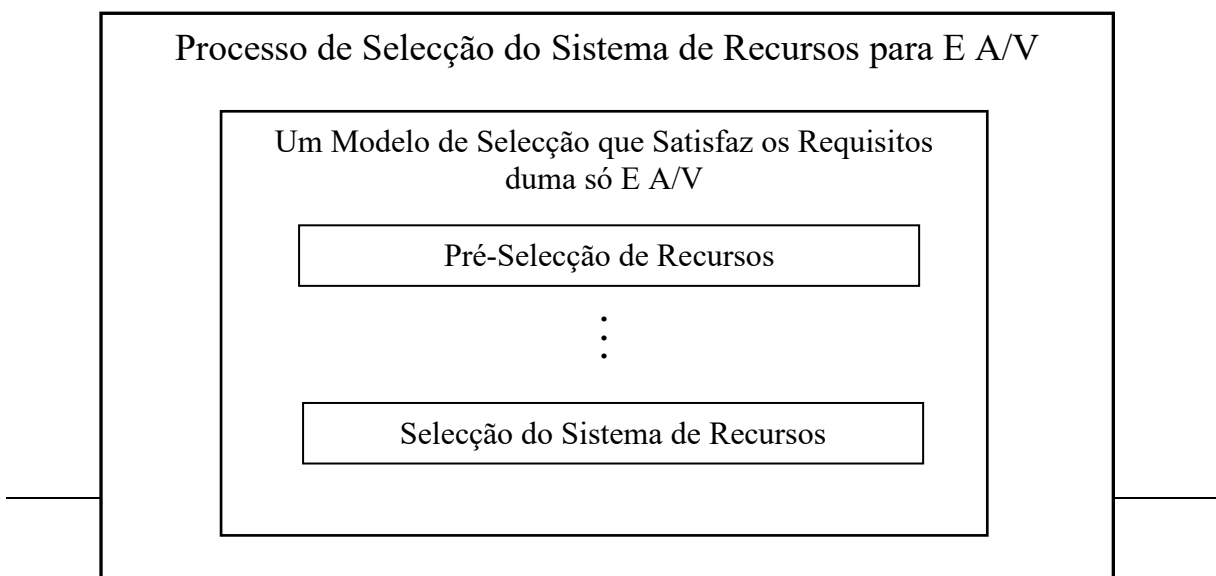 Processo de Selecção do Sistema de Recursos para E A/V
Um Modelo de Selecção que Satisfaz os Requisitos
duma só E A/V
Pré-Selecção de Recursos
Selecção do Sistema de Recursos